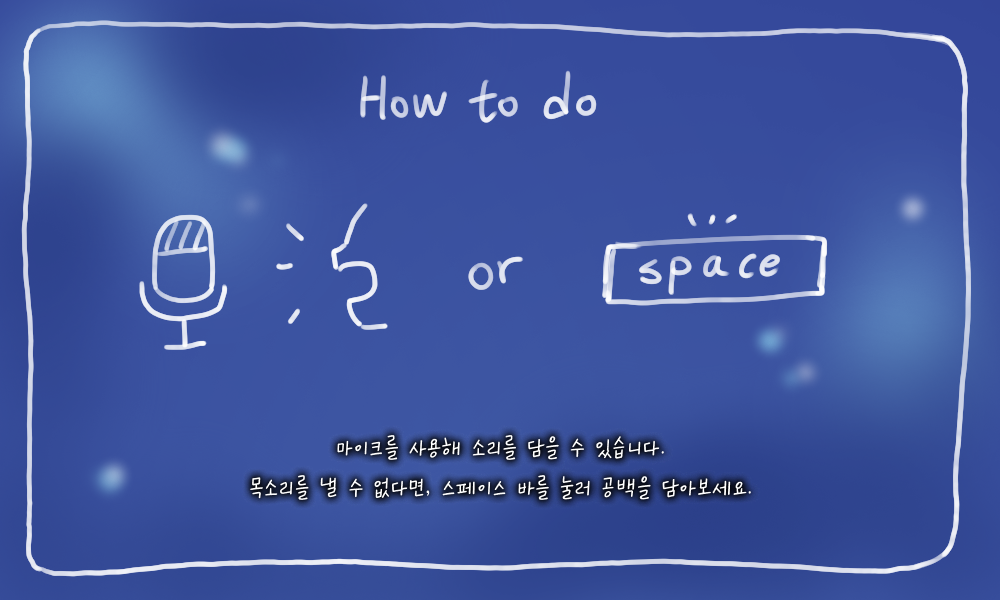 How to do
or
space
마이크를 사용해 소리를 담을 수 있습니다.
목소리를 낼 수 없다면, 스페이스 바를 눌러 공백을 담아보세요.